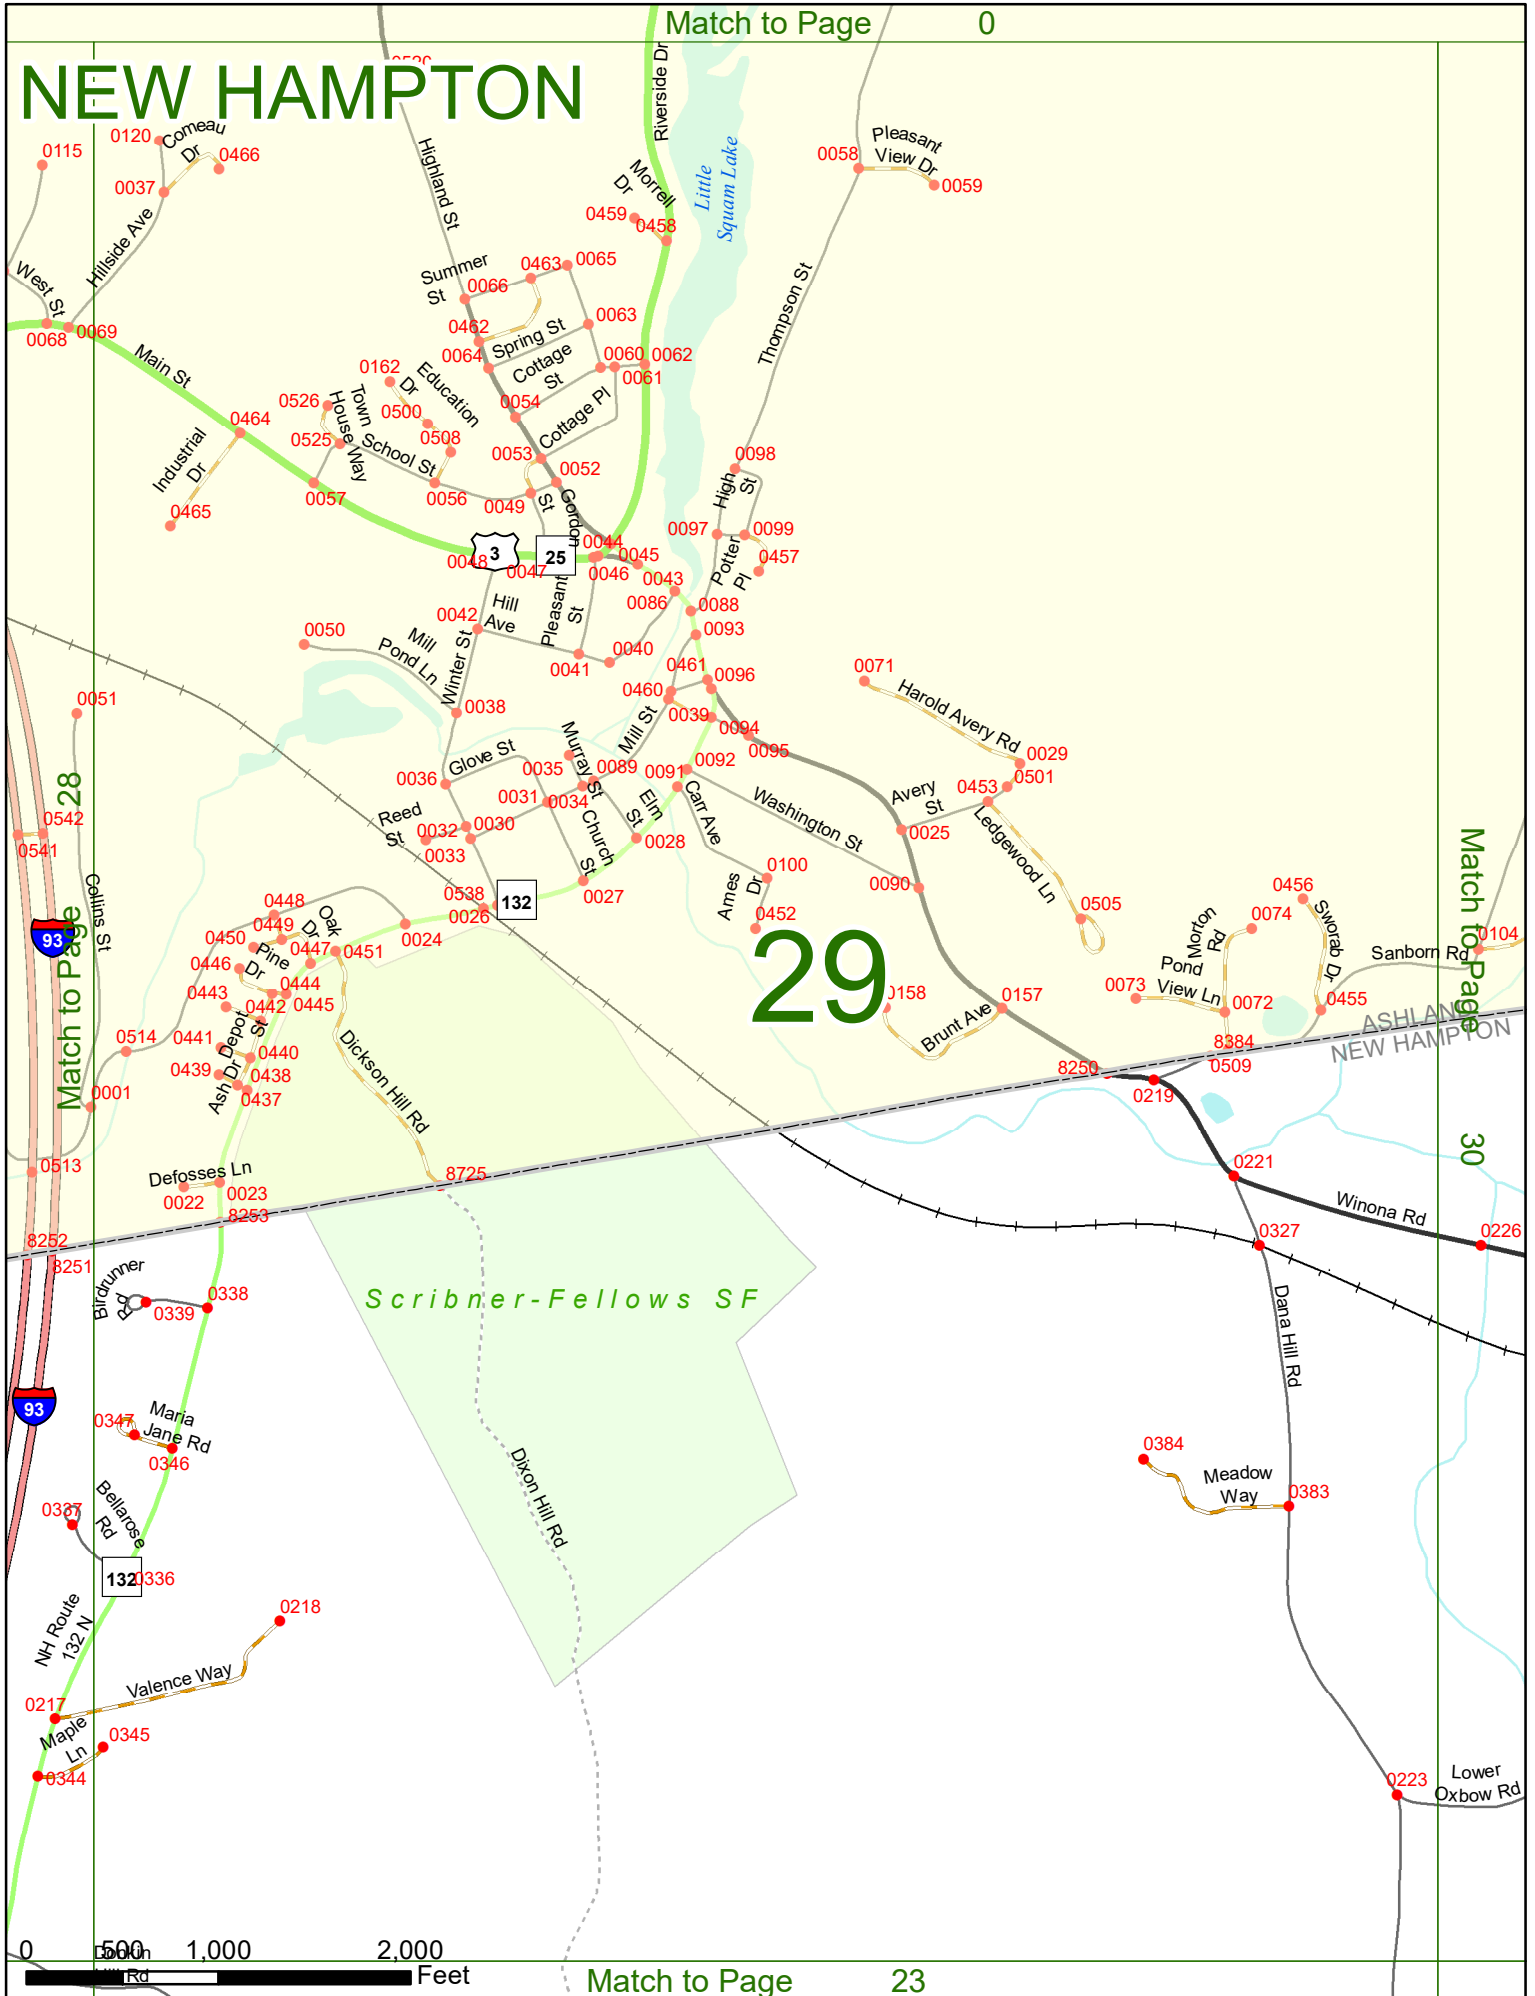 Match to Page 0
NEW HAMPTON
Riverside Dr
Little
Squam Lake
0115
0120
Comeau
Dr
0466
0037
Hillside Ave
Highland St
Morrell
Dr
0459
0458
0058
Pleasant
View Dr
0059
West St
0068
0069
Main St
Summer
St
0066
0463
0065
0462
0063
0064
Spring St
Cottage
St
0060
0062
0061
Thompson St
0162
Education
Dr
0500
0508
0526
Town
House Way
0525
School St
0054
Cottage Pl
0053
0052
0464
Industrial
Dr
0465
0057
0056
0049
St
Gordon
0098
High
St
0097
0099
0457
Potter
Pl
3
25
0048
0047
0044
0045
0046
0043
0086
0088
0093
Pleasant
St
Hill
Ave
0042
0041
0040
0050
Mill
Pond Ln
Winter St
0038
0461
0096
0460
0039
0094
0095
Mill St
0071
Harold Avery Rd
0029
0501
0453
0051
0036
Glove St
Murray St
0035
0089
0031
0034
0091
0092
Elm
St
Carr Ave
Washington St
Avery
St
0025
Ledgewood Ln
Reed
St
0032
0030
0033
Church
St
0028
0100
Ames
Dr
0452
0090
0505
Match to Page 28
0542
0541
Collins St
93
0538
0026
132
0027
0024
0448
0449
Oak
Dr
0450
0447
0451
Pine
Dr
0446
0444
0445
0443
0442
Depot
St
0441
0440
0439
0438
Ash Dr
0437
0514
0001
0513
Dickson Hill Rd
29
0158
0157
Brunt Ave
0456
0074
Morton
Rd
Sworab Dr
Pond
View Ln
0073
0072
0455
Sanborn Rd
0104
Match to Page 30
ASHLAND
NEW HAMPTON
8384
0509
8250
0219
Defosses Ln
0022
0023
8725
8253
8252
8251
0221
Winona Rd
0226
0327
Birdrunner
Rd
0339
0338
Scribner-Fellows SF
Dana Hill Rd
93
0347
Maria
Jane Rd
0346
Dixon Hill Rd
0384
Meadow
Way
0383
0337
Bellarose
Rd
132
0336
NH Route
132 N
0218
Valence Way
0217
Maple
Ln
0345
0344
0223
Lower
Oxbow Rd
0 500 1,000 2,000
Feet
Rd
Match to Page 23